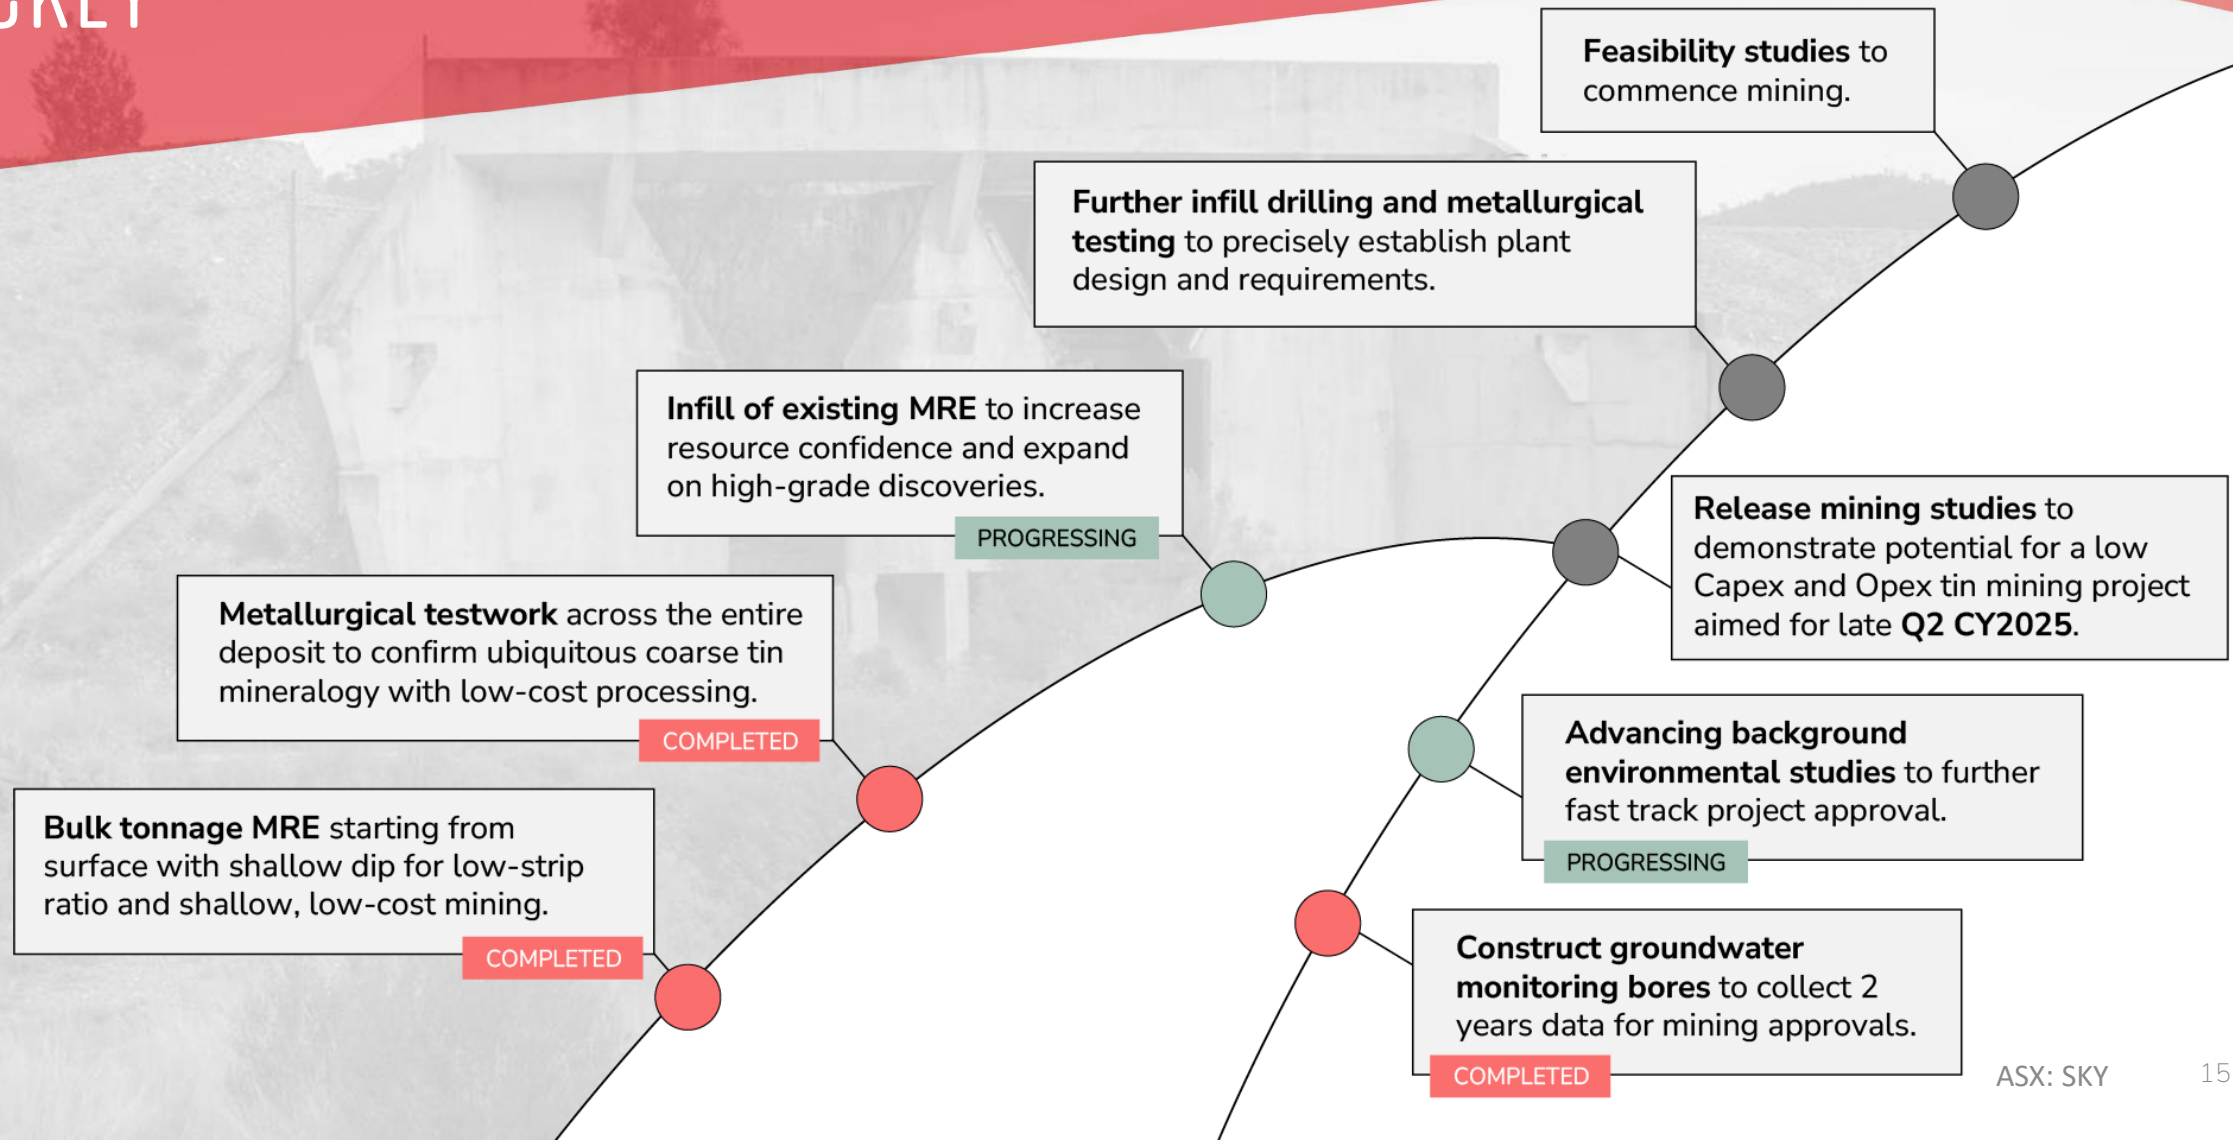 Feasibility studies to
commence mining.
Further infill drilling and metallurgical
testing to precisely establish plant
design and requirements.
Infill of existing MRE to increase
resource confidence and expand
on high-grade discoveries.
PROGRESSING
Release mining studies to
demonstrate potential for a low
Capex and Opex tin mining project
aimed for late Q2 CY2025.
Metallurgical testwork across the entire
deposit to confirm ubiquitous coarse tin
mineralogy with low-cost processing.
COMPLETED
Advancing background
environmental studies to further
fast track project approval.
PROGRESSING
Bulk tonnage MRE starting from
surface with shallow dip for low-strip
ratio and shallow, low-cost mining.
COMPLETED
Construct groundwater
monitoring bores to collect 2
years data for mining approvals.
COMPLETED
ASX: SKY
15